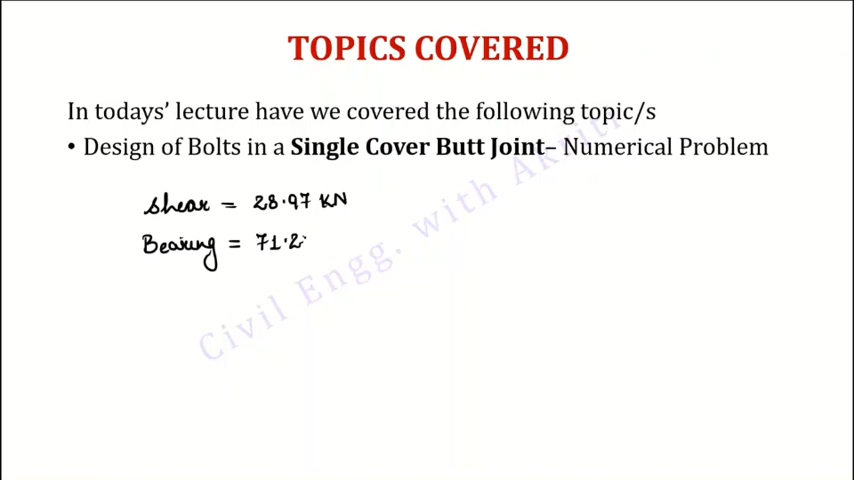 TOPICS COVERED
In todays' lecture have we covered the following topic/s
• Design of Bolts in a Single Cover Butt Joint– Numerical Problem
Shear = 28.97 KN
Bearing = 71.2
Civil Engg. with Akriti